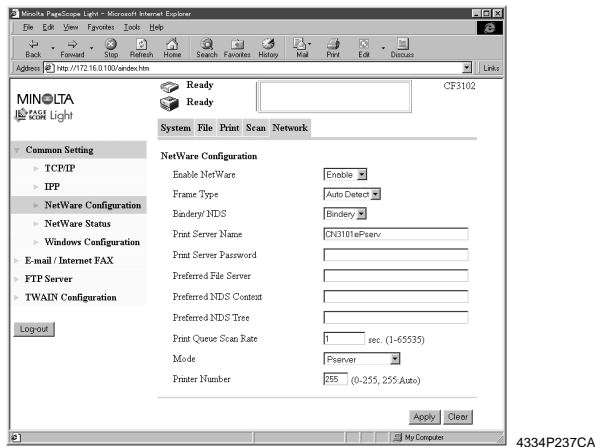 Minolta PageScope Light - Microsoft Internet Explorer
File Edit View Favorites Tools Help
Back Forward Stop Refresh Home Search Favorites History Mail Print Edit Discuss
Address http://172.16.0.100/aindex.htm Links
MINOLTA
PAGE SCOPE Light
Ready
Ready
CF3102
System File Print Scan Network
Common Setting
TCP/IP
IPP
NetWare Configuration
NetWare Status
Windows Configuration
E-mail / Internet FAX
FTP Server
TWAIN Configuration
Log-out
NetWare Configuration
Enable NetWare Enable
Frame Type Auto Detect
Bindery/ NDS Bindery
Print Server Name CN3101ePserv
Print Server Password
Preferred File Server
Preferred NDS Context
Preferred NDS Tree
Print Queue Scan Rate 1 sec. (1-65535)
Mode Pserver
Printer Number 255 (0-255, 255:Auto)
Apply Clear
My Computer
4334P237CA